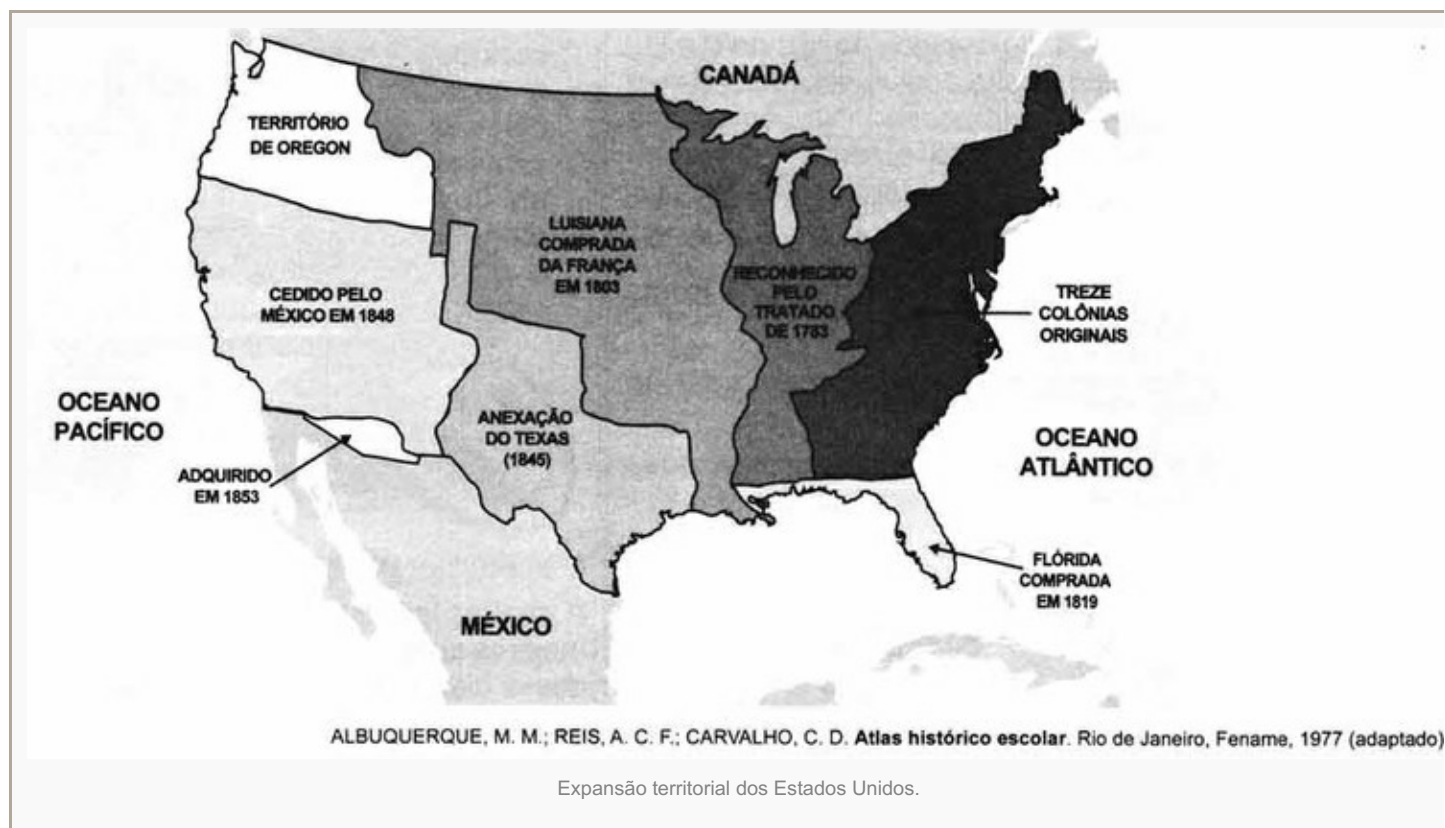 CANADÁ
TERRITÓRIO
DE OREGON
LUISIANA
COMPRADA
DA FRANÇA
EM 1803
RECONHECIDO
PELO
TRATADO
DE 1783
CEDIDO PELO
MÉXICO EM 1848
TREZE
COLÔNIAS
ORIGINAIS
OCEANO
PACÍFICO
ANEXAÇÃO
DO TEXAS
(1845)
OCEANO
ATLÂNTICO
ADQUIRIDO
EM 1853
FLÓRIDA
COMPRADA
EM 1819
MÉXICO
ALBUQUERQUE, M. M.; REIS, A. C. F.; CARVALHO, C. D. Atlas histórico escolar. Rio de Janeiro, Fename, 1977 (adaptado)
Expansão territorial dos Estados Unidos.